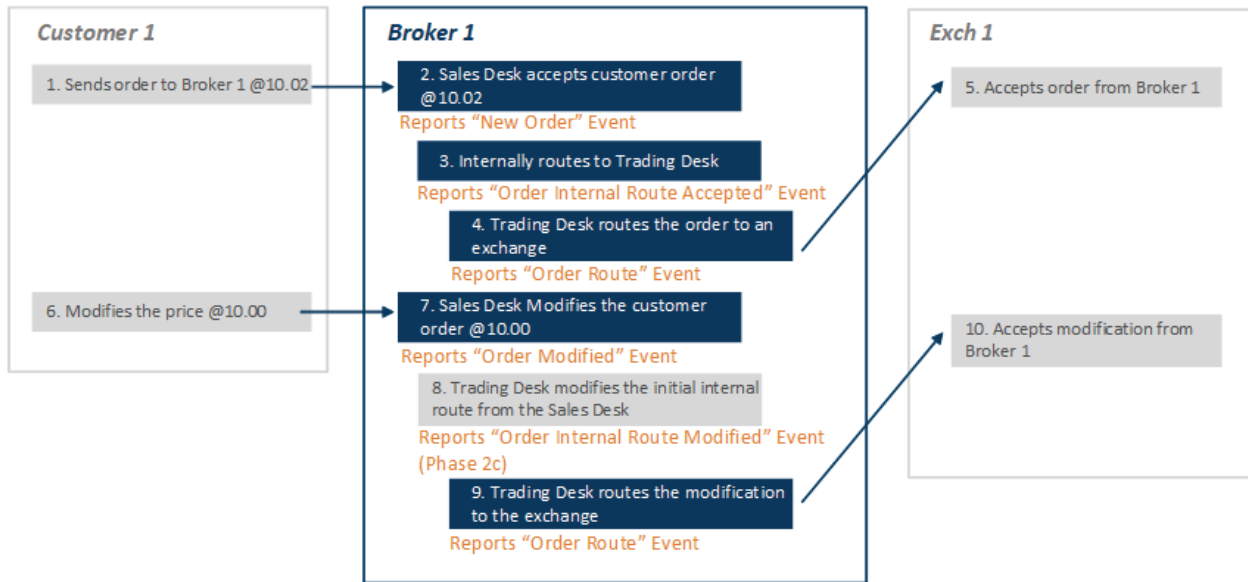 Customer 1
1. Sends order to Broker 1 @10.02
6. Modifies the price @10.00
Broker 1
2. Sales Desk accepts customer order
@10.02
Reports “New Order” Event
3. Internally routes to Trading Desk
Reports “Order Internal Route Accepted” Event
4. Trading Desk routes the order to an
exchange
Reports “Order Route” Event
7. Sales Desk Modifies the customer
order @10.00
Reports “Order Modified” Event
8. Trading Desk modifies the initial internal
route from the Sales Desk
Reports “Order Internal Route Modified” Event
(Phase 2c)
9. Trading Desk routes the modification
to the exchange
Reports “Order Route” Event
Exch 1
5. Accepts order from Broker 1
10. Accepts modification from
Broker 1